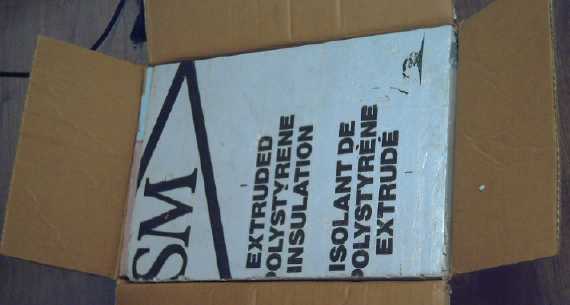 SM
EXTRUDED
POLYSTYRENE
INSULATION
ISOLANT DE
POLYSTYRÈNE
EXTRUDÉ